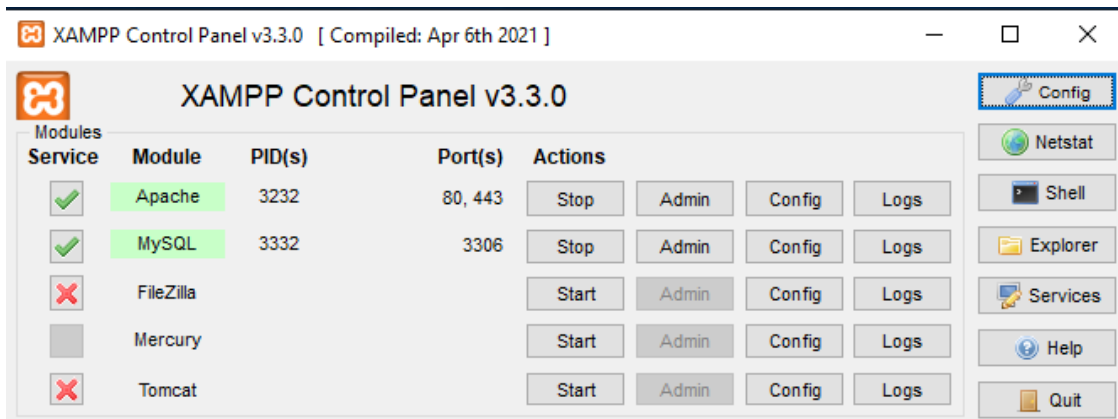 XAMPP Control Panel v3.3.0 [ Compiled: Apr 6th 2021 ]
XAMPP Control Panel v3.3.0
Config
Modules
Netstat
Service Module PID(s) Port(s) Actions
Apache 3232 80, 443 Stop Admin Config Logs
Shell
MySQL 3332 3306 Stop Admin Config Logs
Explorer
FileZilla Start Admin Config Logs
Services
Mercury Start Admin Config Logs
Help
Tomcat Start Admin Config Logs
Quit